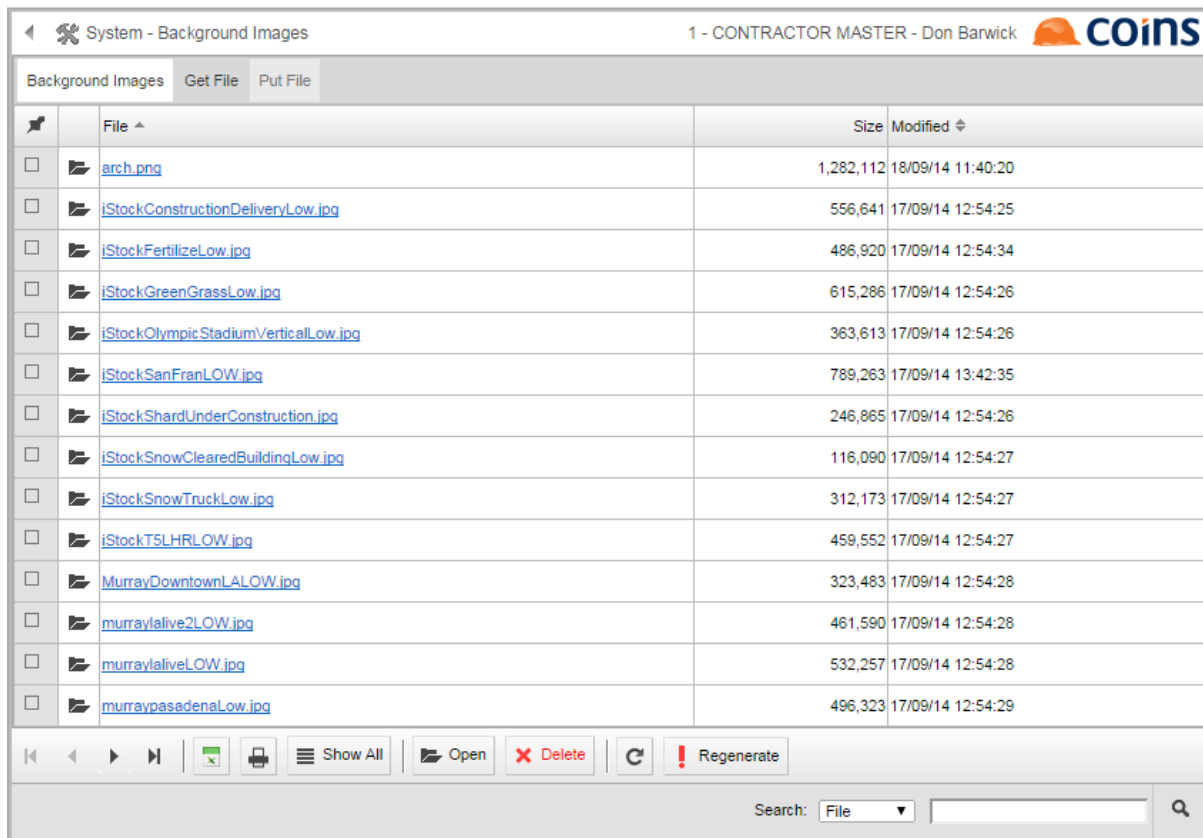 System - Background Images 1 - CONTRACTOR MASTER - Don Barwick coins
Background Images Get File Put File
File Size Modified
arch.png 1,282,112 18/09/14 11:40:20
iStockConstructionDeliveryLow.jpg 556,641 17/09/14 12:54:25
iStockFertilizeLow.jpg 486,920 17/09/14 12:54:34
iStockGreenGrassLow.jpg 615,286 17/09/14 12:54:26
iStockOlympicStadiumVerticalLow.jpg 363,613 17/09/14 12:54:26
iStockSanFranLOW.jpg 789,263 17/09/14 13:42:35
iStockShardUnderConstruction.jpg 246,865 17/09/14 12:54:26
iStockSnowClearedBuildingLow.jpg 116,090 17/09/14 12:54:27
iStockSnowTruckLow.jpg 312,173 17/09/14 12:54:27
iStockT5LHRLOW.jpg 459,552 17/09/14 12:54:27
MurrayDowntownLALOW.jpg 323,483 17/09/14 12:54:28
murraylalive2LOW.jpg 461,590 17/09/14 12:54:28
murraylaliveLOW.jpg 532,257 17/09/14 12:54:28
murraypasadenaLow.jpg 496,323 17/09/14 12:54:29
Show All Open Delete Regenerate
Search: File